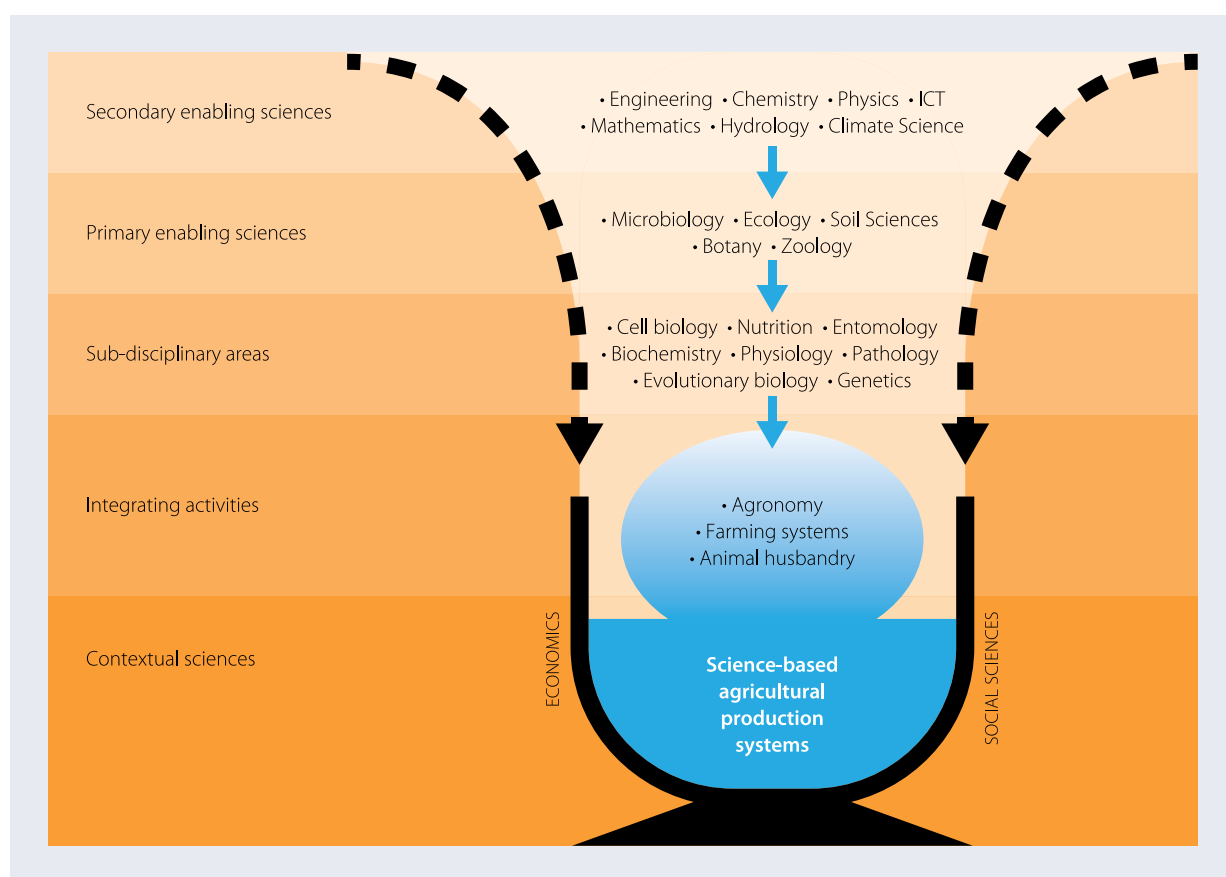 Secondary enabling sciences
• Engineering • Chemistry • Physics • ICT
• Mathematics • Hydrology • Climate Science
Primary enabling sciences
• Microbiology • Ecology • Soil Sciences
• Botany • Zoology
Sub-disciplinary areas
• Cell biology • Nutrition • Entomology
• Biochemistry • Physiology • Pathology
• Evolutionary biology • Genetics
Integrating activities
• Agronomy
• Farming systems
• Animal husbandry
Contextual sciences
ECONOMICS
Science-based
agricultural
production
systems
SOCIAL SCIENCES